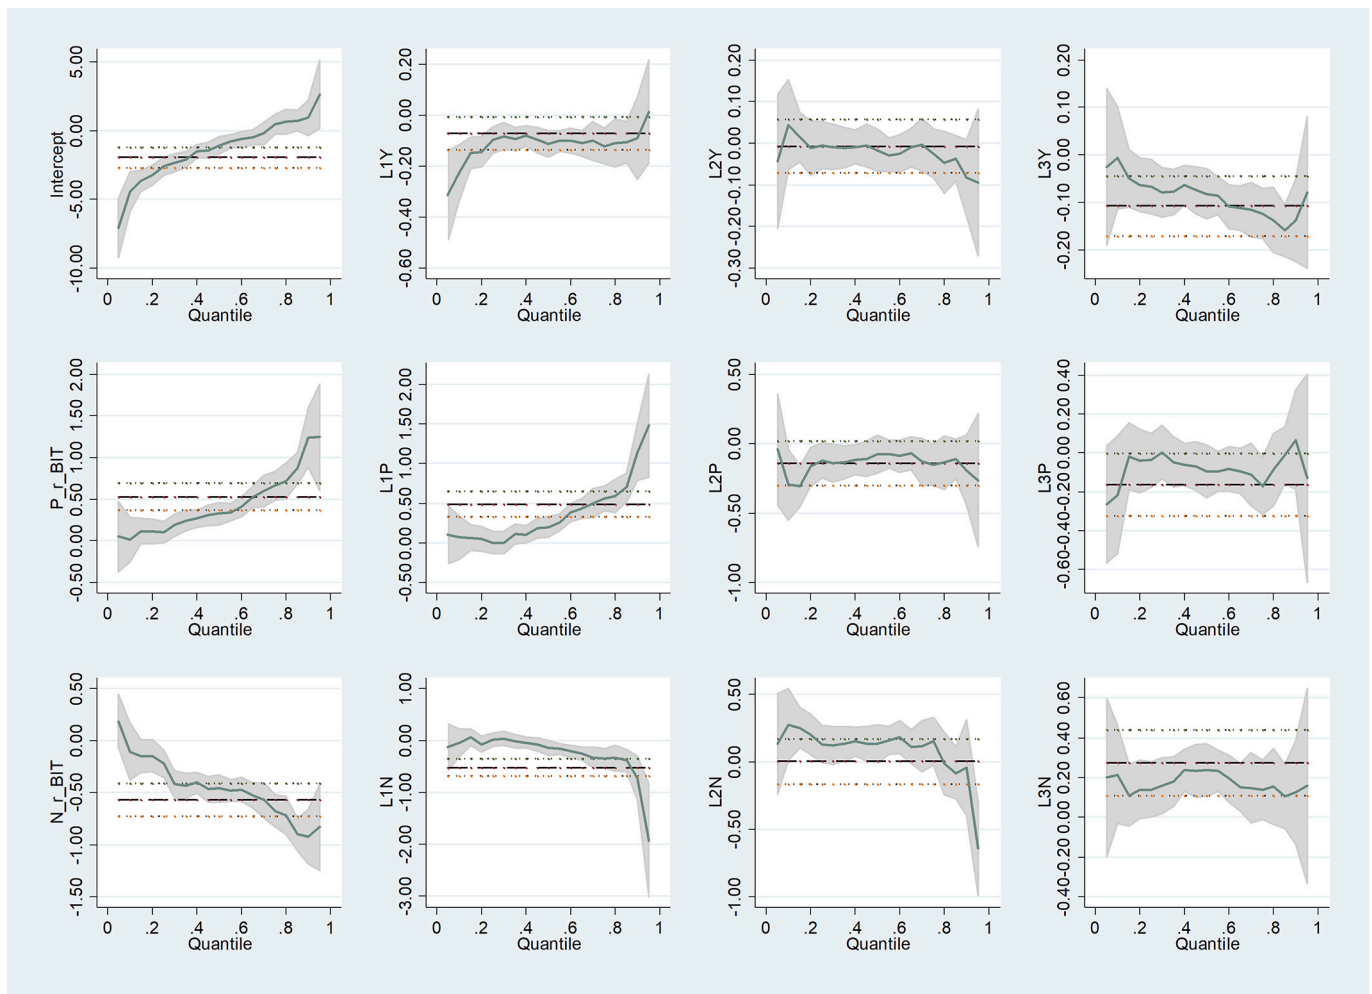 Intercept
5.00
0.00
-5.00
-10.00
0 .2 .4 .6 .8 1
Quantile
L1Y
0.20
0.00
-0.20
-0.40
-0.60
0 .2 .4 .6 .8 1
Quantile
L2Y
0.20
0.10
0.00
-0.10
-0.20
-0.30
0 .2 .4 .6 .8 1
Quantile
L3Y
0.20
0.10
0.00
-0.10
-0.20
0 .2 .4 .6 .8 1
Quantile
P_r_BIT
2.00
1.50
1.00
0.50
0.00
-0.50
0 .2 .4 .6 .8 1
Quantile
L1P
2.00
1.50
1.00
0.50
0.00
-0.50
0 .2 .4 .6 .8 1
Quantile
L2P
0.50
0.00
-0.50
-1.00
0 .2 .4 .6 .8 1
Quantile
L3P
0.40
0.20
0.00
-0.20
-0.40
-0.60
0 .2 .4 .6 .8 1
Quantile
N_r_BIT
0.50
0.00
-0.50
-1.00
-1.50
0 .2 .4 .6 .8 1
Quantile
L1N
1.00
0.00
-1.00
-2.00
-3.00
0 .2 .4 .6 .8 1
Quantile
L2N
0.50
0.00
-0.50
-1.00
0 .2 .4 .6 .8 1
Quantile
L3N
0.60
0.40
0.20
0.00
-0.20
-0.40
0 .2 .4 .6 .8 1
Quantile